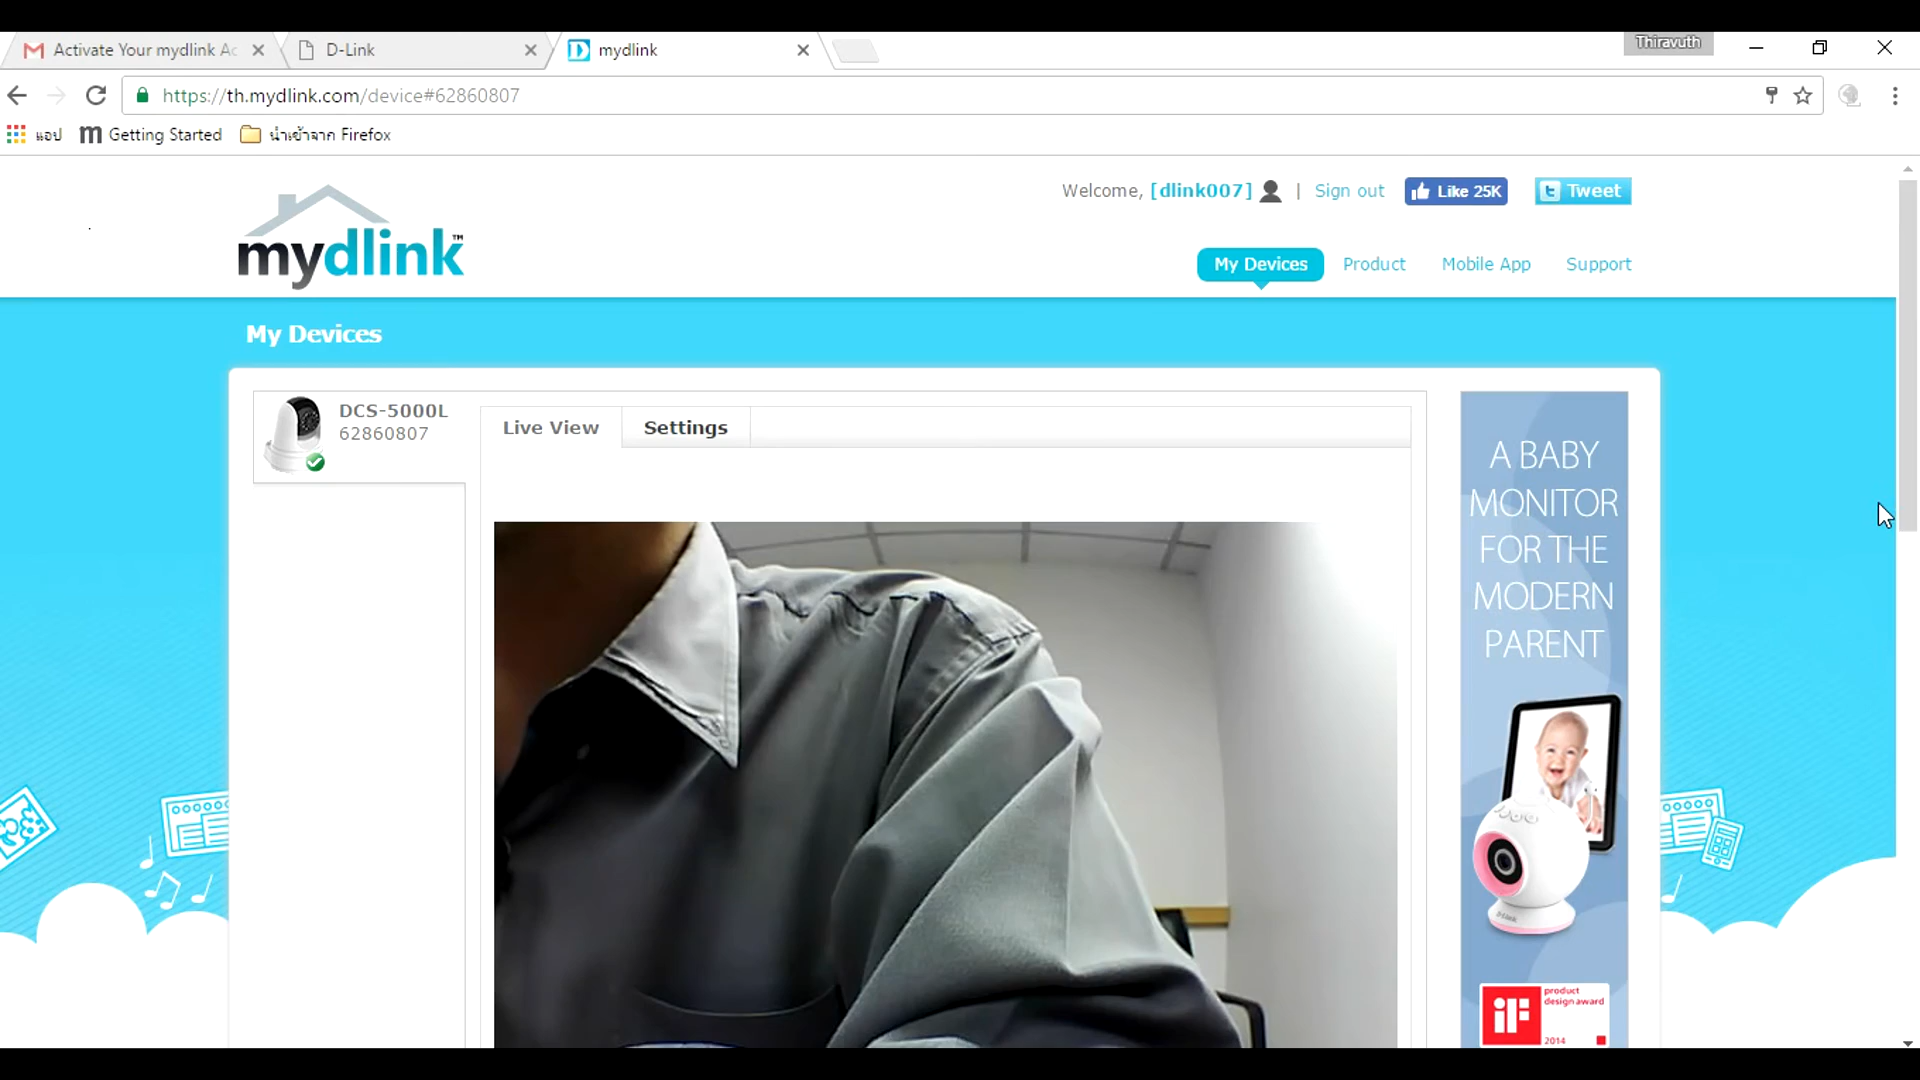 Activate Your mydlink Ac
D-Link
mydlink
Thiravuth
https://th.mydlink.com/device#62860807
แอป
Getting Started
นำเข้าจาก Firefox
mydlink™
Welcome, [dlink007] | Sign out
Like 25K
Tweet
My Devices
Product
Mobile App
Support
My Devices
DCS-5000L
62860807
Live View
Settings
A BABY
MONITOR
FOR THE
MODERN
PARENT
D-Link
iF
product
design award
2014